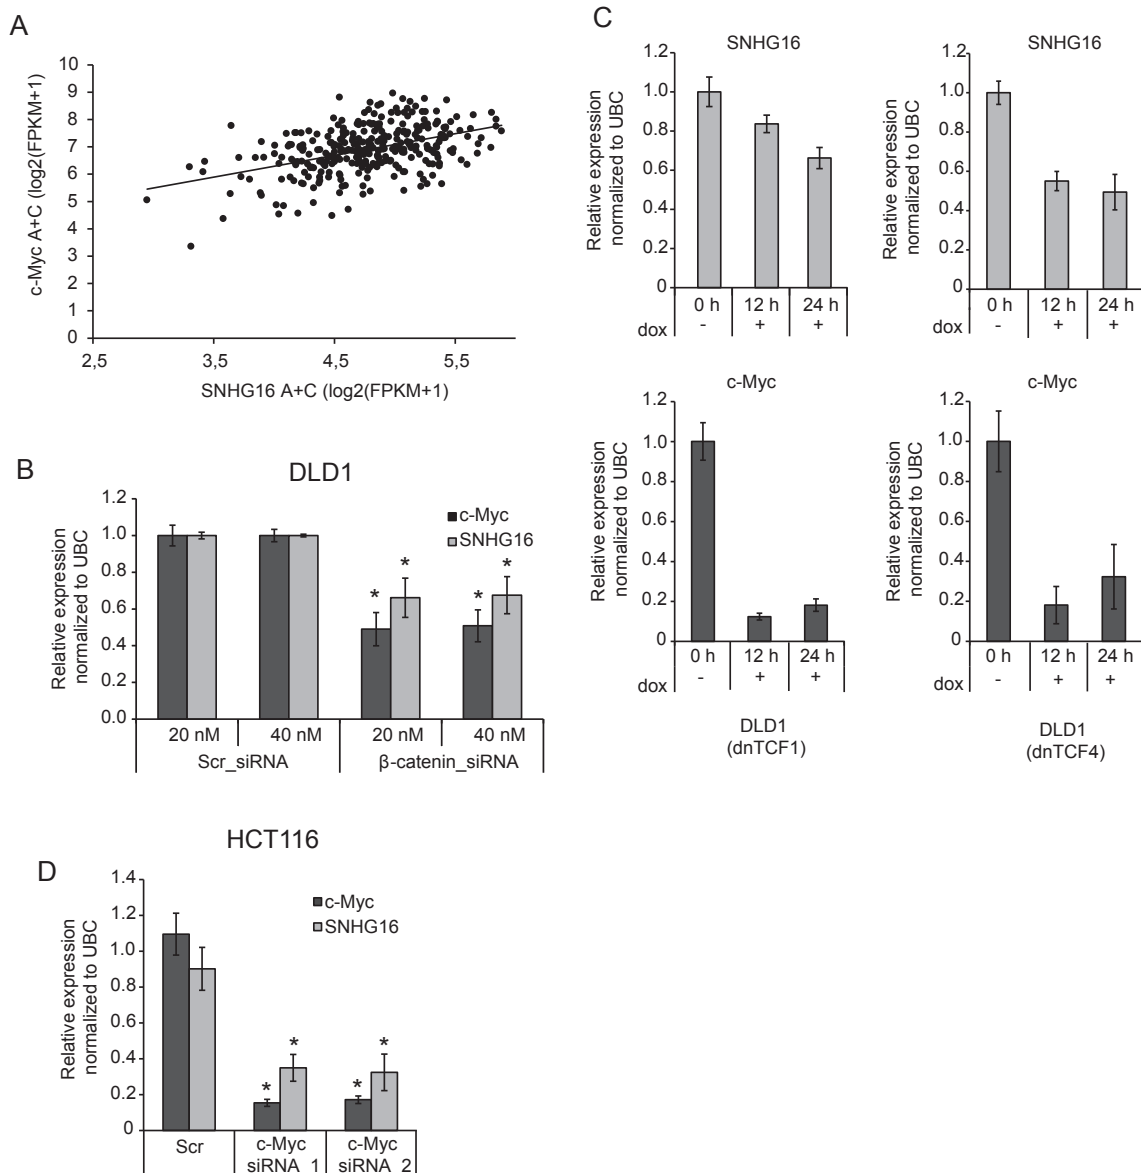 A
10
9
8
7
6
5
4
3
2
1
0
c-Myc A+C (log2(FPKM+1)
2,5
3,5
4,5
5,5
SNHG16 A+C (log2(FPKM+1)
B
DLD1
Relative expression
normalized to UBC
1.2
1.0
0.8
0.6
0.4
0.2
0.0
c-Myc
SNHG16
* * * *
20 nM 40 nM 20 nM 40 nM
Scr_siRNA β-catenin_siRNA
C
SNHG16
Relative expression
normalized to UBC
1.2
1.0
0.8
0.6
0.4
0.2
0
0 h 12 h 24 h
dox - + +
SNHG16
Relative expression
normalized to UBC
1.2
1.0
0.8
0.6
0.4
0.2
0
0 h 12 h 24 h
- + +
c-Myc
Relative expression
normalized to UBC
1.2
1.0
0.8
0.6
0.4
0.2
0
0 h 12 h 24 h
dox - + +
DLD1
(dnTCF1)
c-Myc
Relative expression
normalized to UBC
1.2
1.0
0.8
0.6
0.4
0.2
0
0 h 12 h 24 h
dox - + +
DLD1
(dnTCF4)
D
HCT116
Relative expression
normalized to UBC
1.4
1.2
1.0
0.8
0.6
0.4
0.2
0
c-Myc
SNHG16
* * * *
Scr
c-Myc
siRNA_1
c-Myc
siRNA_2